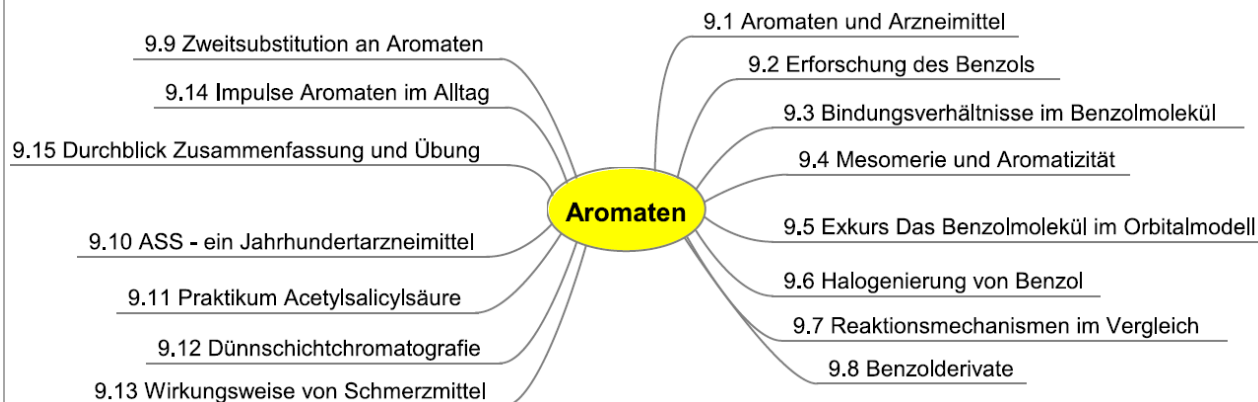 9.1 Aromaten und Arzneimittel
9.9 Zweitsubstitution an Aromaten
9.2 Erforschung des Benzols
9.14 Impulse Aromaten im Alltag
9.3 Bindungsverhältnisse im Benzolmolekül
9.15 Durchblick Zusammenfassung und Übung
9.4 Mesomerie und Aromatizität
Aromaten
9.5 Exkurs Das Benzolmolekül im Orbitalmodell
9.10 ASS - ein Jahrhundertarzneimittel
9.6 Halogenierung von Benzol
9.11 Praktikum Acetylsalicylsäure
9.7 Reaktionsmechanismen im Vergleich
9.12 Dünnschichtchromatografie
9.8 Benzolderivate
9.13 Wirkungsweise von Schmerzmittel